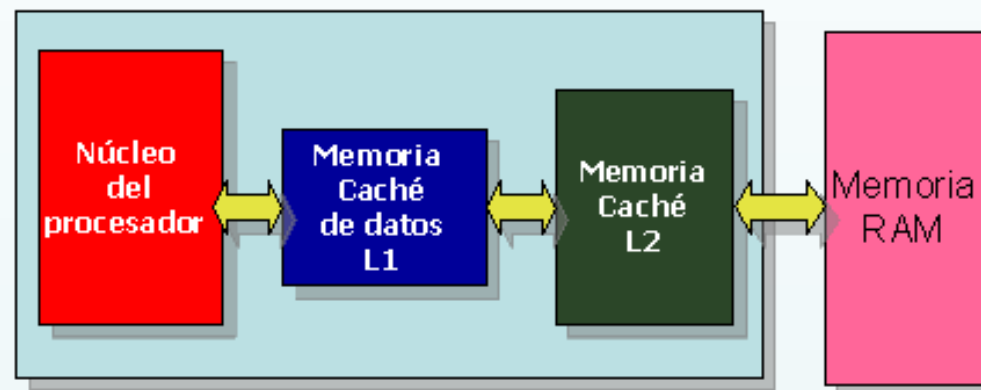 Núcleo
del
procesador
Memoria
Caché
de datos
L1
Memoria
Caché
L2
Memoria
RAM